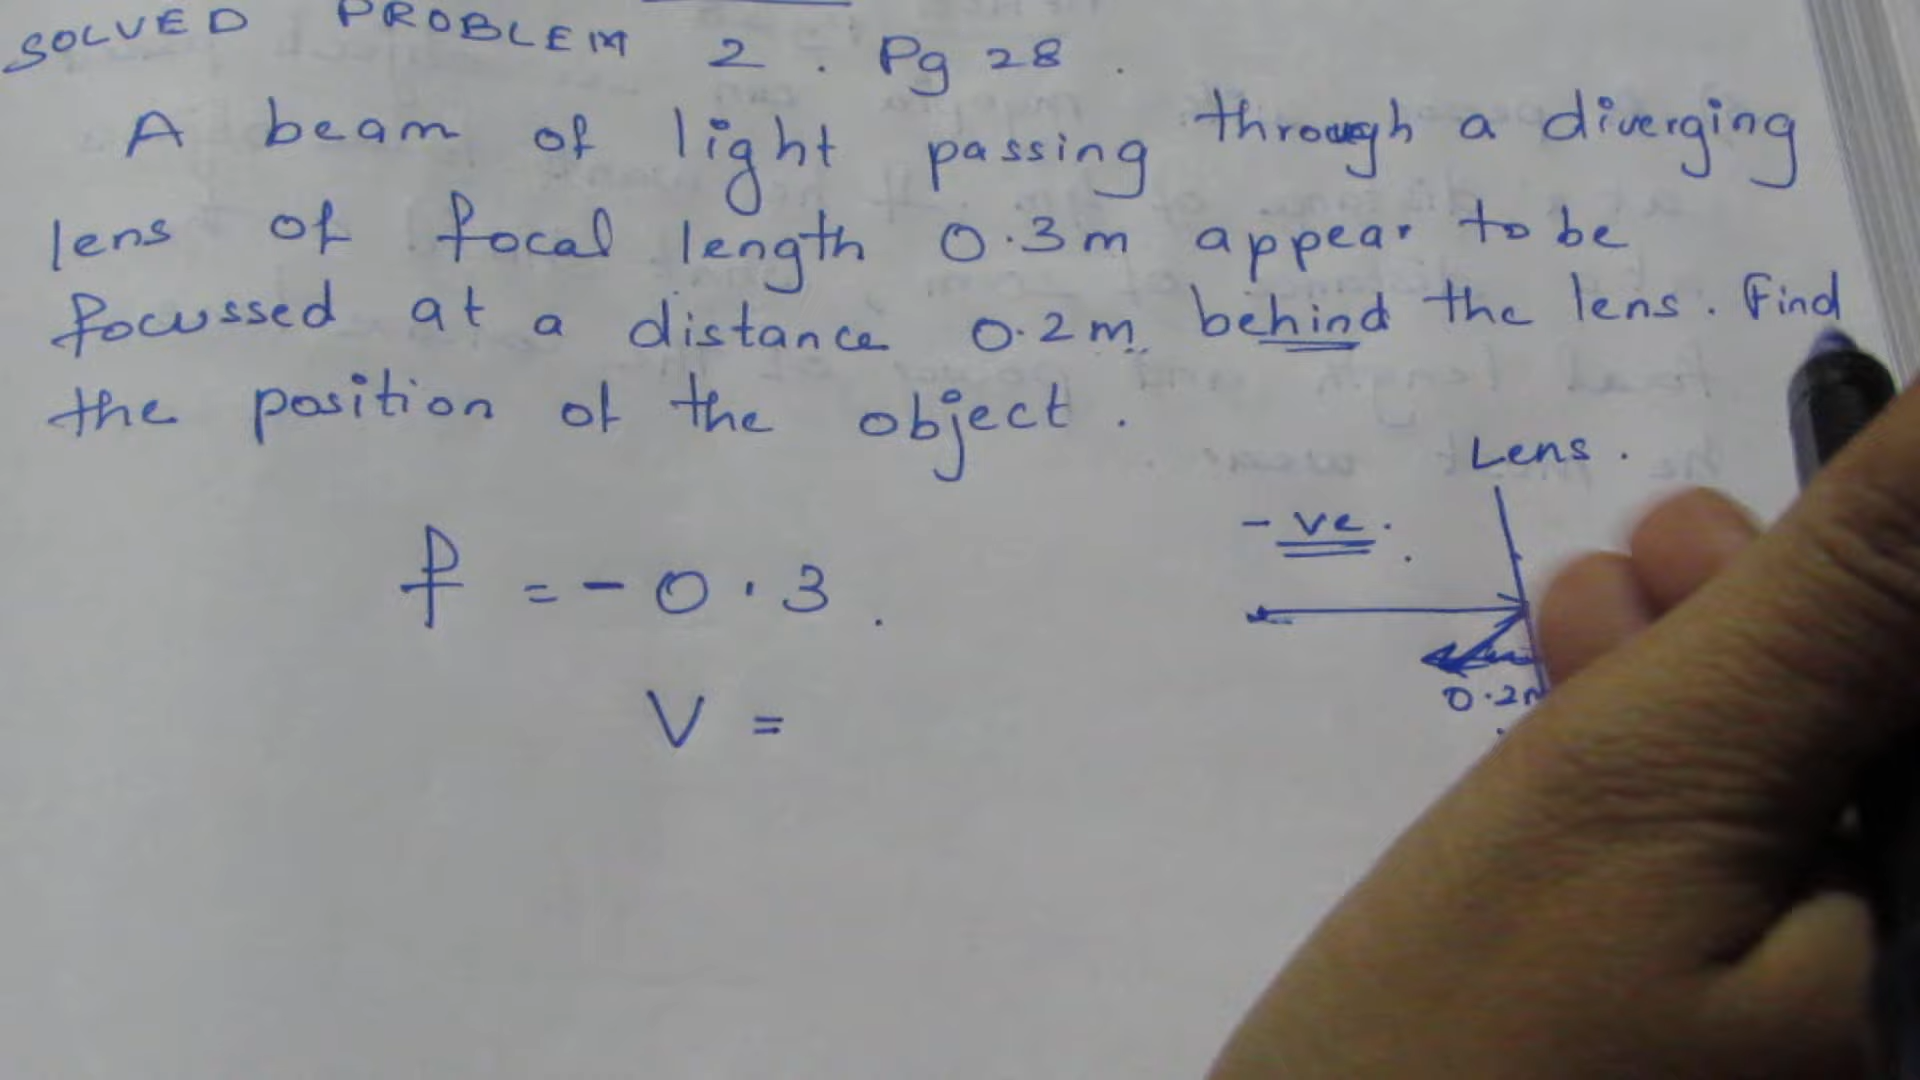 SOLVED PROBLEM 2. Pg 28.
A beam of light passing through a diverging
lens of focal length 0.3m appear to be
focussed at a distance 0.2m behind the lens. Find
the position of the object.
Lens.
-ve.
f = -0.3.
0.2m
V =